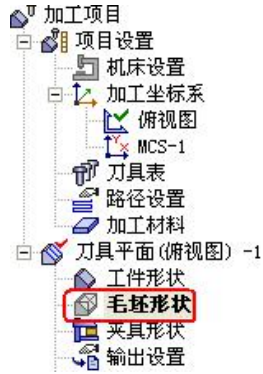 加工项目
项目设置
机床设置
加工坐标系
俯视图
MCS-1
刀具表
路径设置
加工材料
刀具平面(俯视图) -1
工件形状
毛坯形状
夹具形状
输出设置